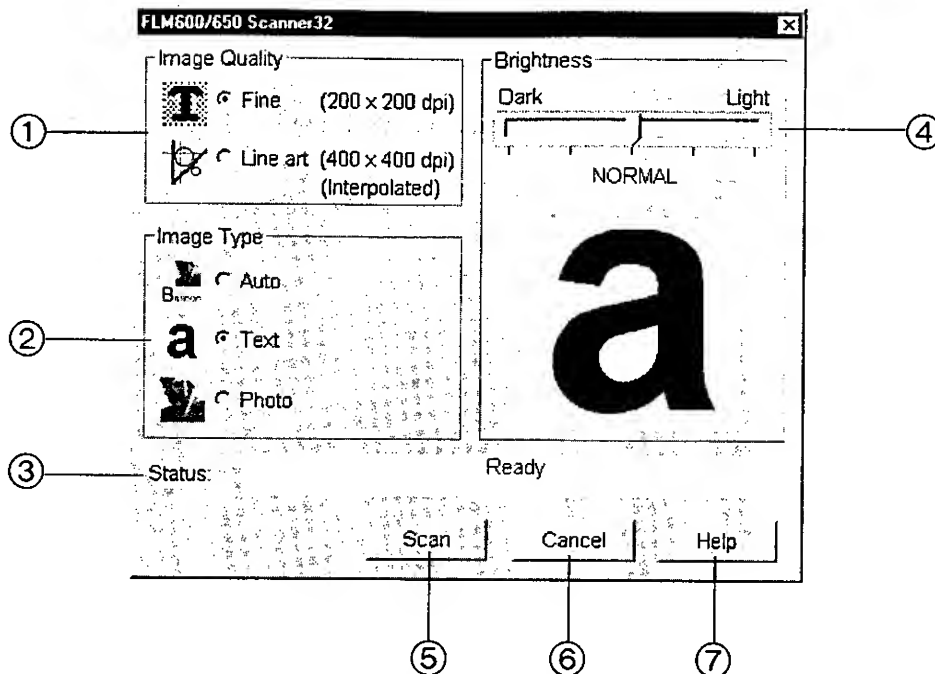 FLM600/650 Scanner32
Image Quality
T Fine (200 x 200 dpi)
Line art (400 x 400 dpi)
(Interpolated)
Image Type
Auto
a Text
Photo
Brightness
Dark Light
NORMAL
a
Status: Ready
Scan Cancel Help
①
②
③
④
⑤ ⑥ ⑦